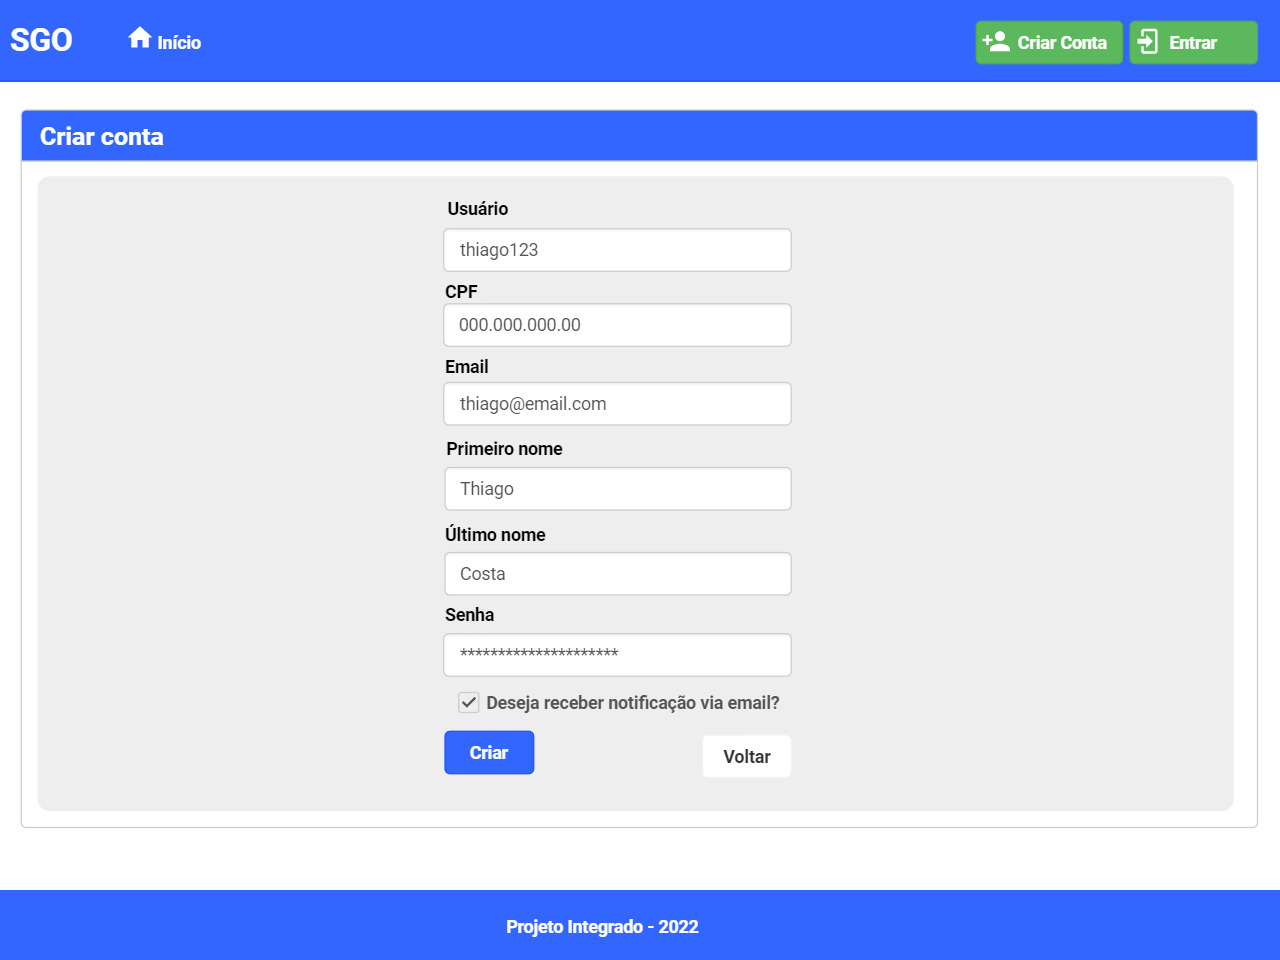 SGO
Início
Criar Conta
Entrar
Criar conta
Usuário
thiago123
CPF
000.000.000.00
Email
thiago@email.com
Primeiro nome
Thiago
Último nome
Costa
Senha
*********************
Deseja receber notificação via email?
Criar
Voltar
Projeto Integrado - 2022